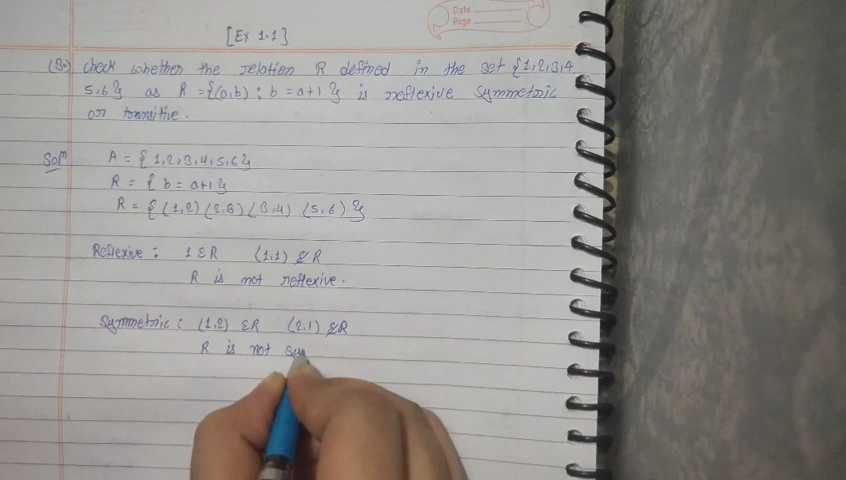 Date
Page
[Ex 1.1]
(Q.) check whether the relation R defined in the set {1,2,3,4
5,6} as R = {(a,b) : b = a+1} is reflexive symmetric
or transitive.
Solⁿ A = {1,2,3,4,5,6}
R = { b = a+1}
R = { (1,2) (2,3) (3,4) (5,6) }
Reflexive : 1 ∈ R (1,1) ∉ R
R is not reflexive.
Symmetric : (1,2) ∈ R (2,1) ∉ R
R is not sy